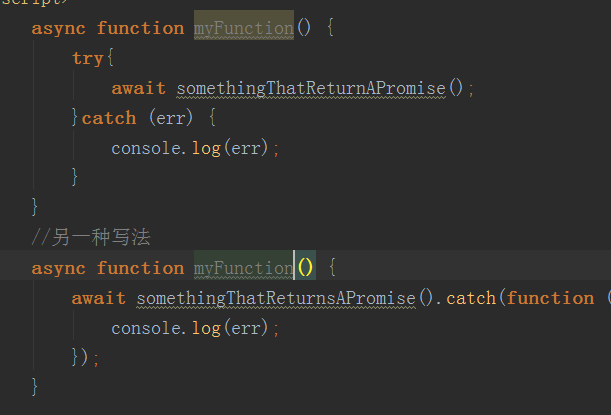 script>
async function myFunction() {
try{
await somethingThatReturnAPromise();
}catch (err) {
console.log(err);
}
}
//另一种写法
async function myFunction() {
await somethingThatReturnsAPromise().catch(function (
console.log(err);
});
}